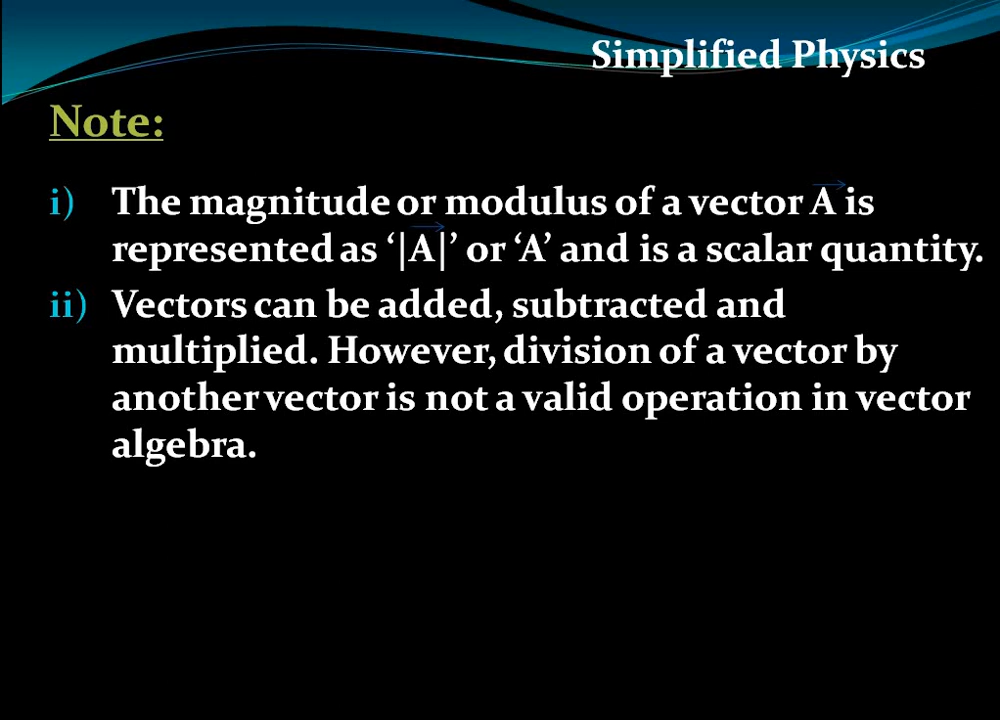 Simplified Physics
Note:
i) The magnitude or modulus of a vector A⃗ is
represented as ‘|A⃗|’ or ‘A’ and is a scalar quantity.
ii) Vectors can be added, subtracted and
multiplied. However, division of a vector by
another vector is not a valid operation in vector
algebra.